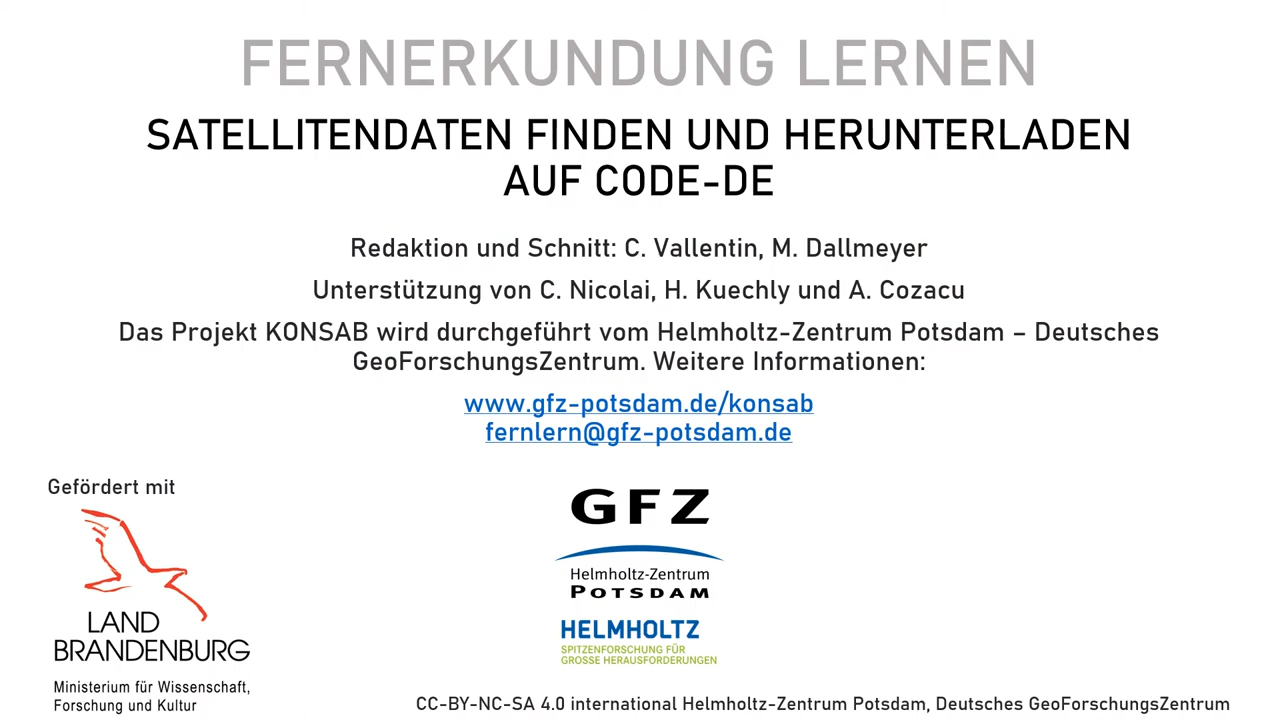 FERNERKUNDUNG LERNEN
SATELLITENDATEN FINDEN UND HERUNTERLADEN
AUF CODE-DE
Redaktion und Schnitt: C. Vallentin, M. Dallmeyer
Unterstützung von C. Nicolai, H. Kuechly und A. Cozacu
Das Projekt KONSAB wird durchgeführt vom Helmholtz-Zentrum Potsdam – Deutsches
GeoForschungsZentrum. Weitere Informationen:
www.gfz-potsdam.de/konsab
fernlern@gfz-potsdam.de
Gefördert mit
LAND
BRANDENBURG
Ministerium für Wissenschaft,
Forschung und Kultur
GFZ
Helmholtz-Zentrum
POTSDAM
HELMHOLTZ
SPITZENFORSCHUNG FÜR
GROSSE HERAUSFORDERUNGEN
CC-BY-NC-SA 4.0 international Helmholtz-Zentrum Potsdam, Deutsches GeoForschungsZentrum